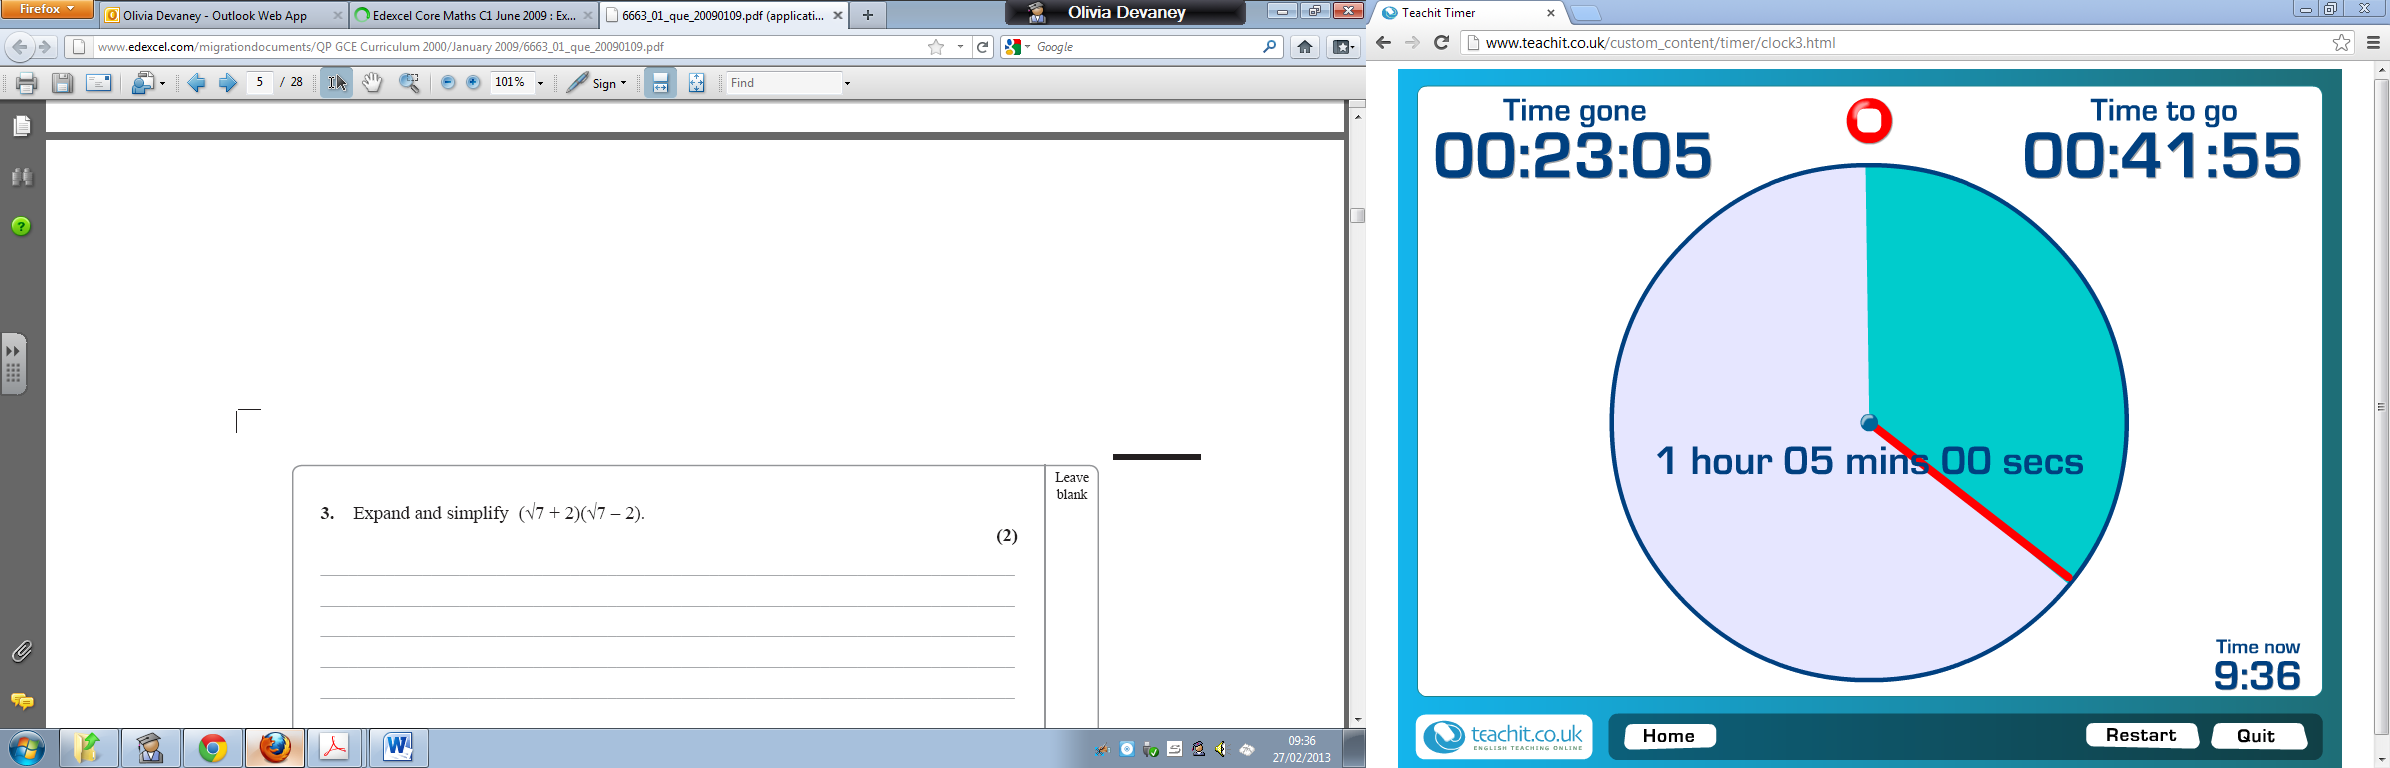 Firefox
Olivia Devaney - Outlook Web App
Edexcel Core Maths C1 June 2009 : Ex...
6663_01_que_20090109.pdf (applicati...
Olivia Devaney
www.edexcel.com/migrationdocuments/QP GCE Curriculum 2000/January 2009/6663_01_que_20090109.pdf
Google
5 / 28
101%
Sign
Find
3. Expand and simplify (√7 + 2)(√7 – 2).
(2)
Leave
blank
09:36
27/02/2013
Teachit Timer
www.teachit.co.uk/custom_content/timer/clock3.html
Time gone
00:23:05
Time to go
00:41:55
1 hour 05 mins 00 secs
Time now
9:36
teachit.co.uk
ENGLISH TEACHING ONLINE
Home
Restart
Quit